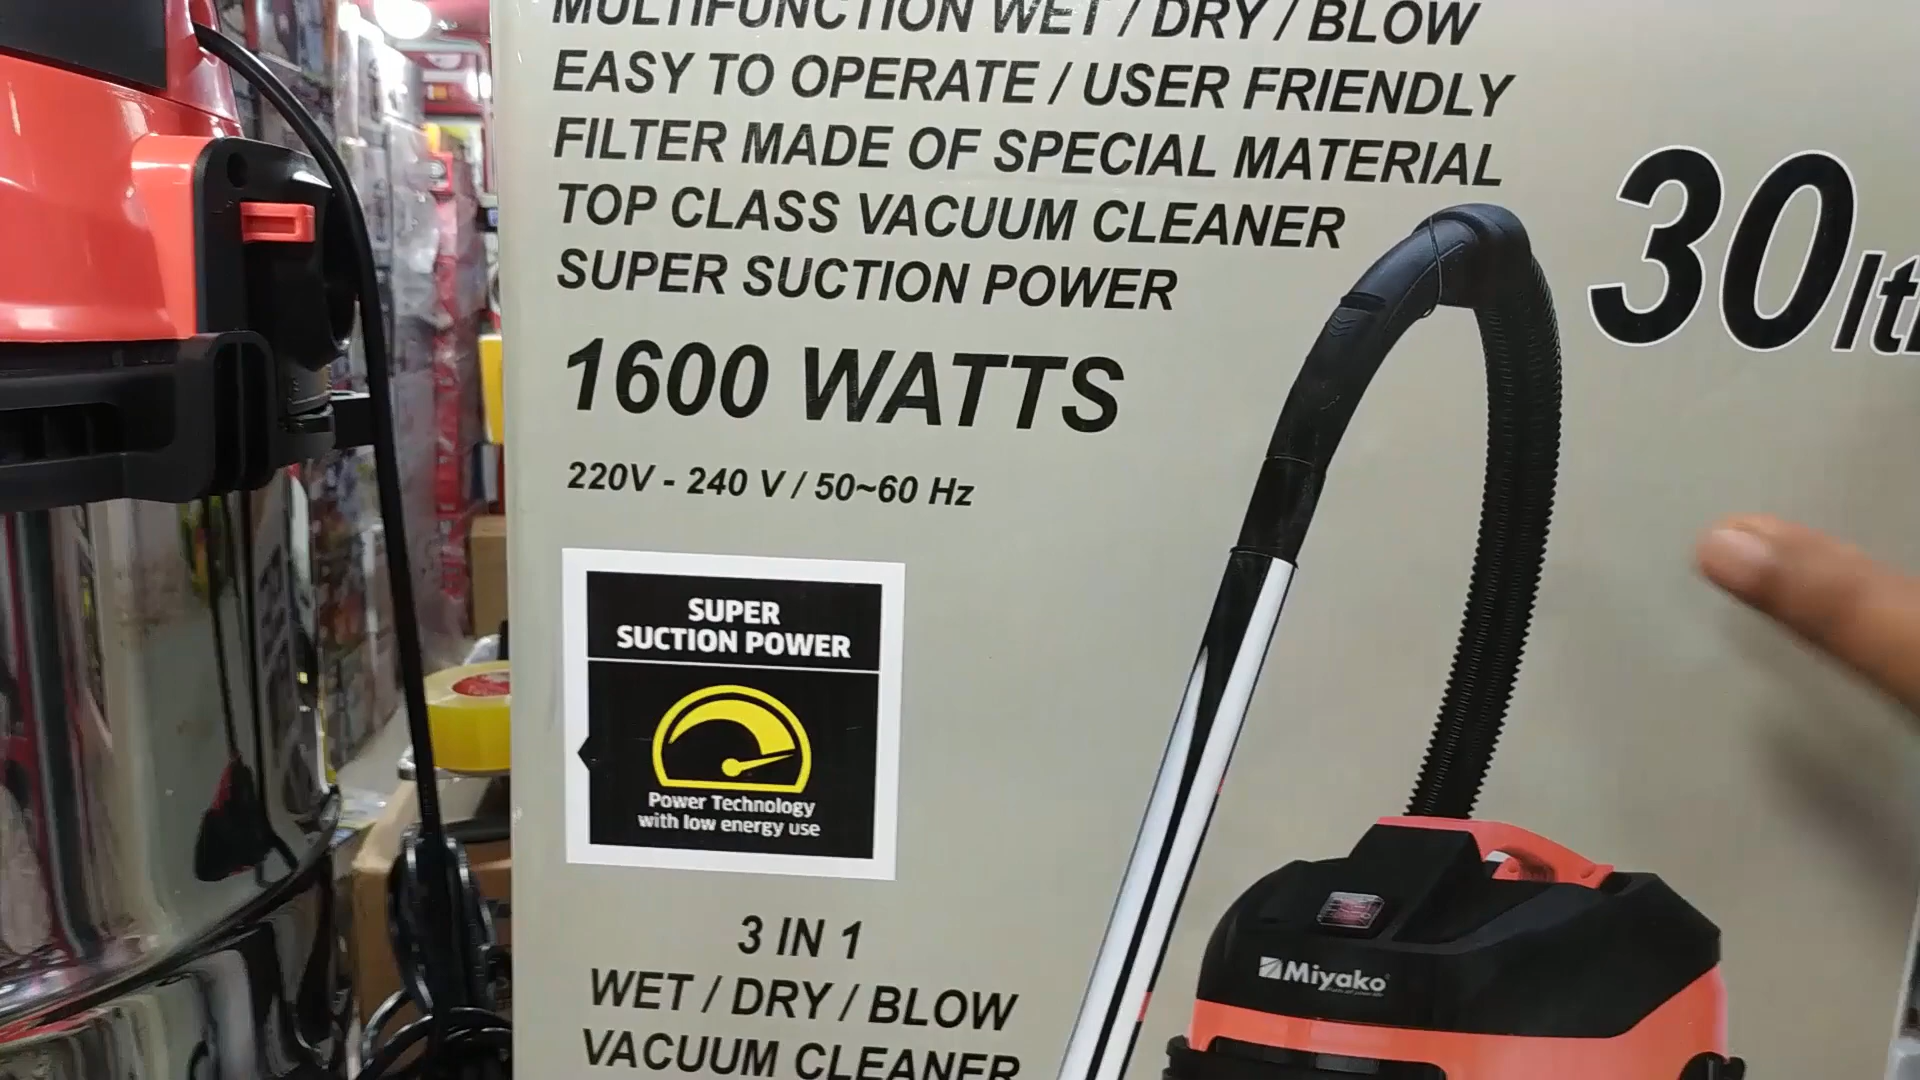 MULTIFUNCTION WET / DRY / BLOW
EASY TO OPERATE / USER FRIENDLY
FILTER MADE OF SPECIAL MATERIAL
TOP CLASS VACUUM CLEANER
SUPER SUCTION POWER
30lt
1600 WATTS
220V - 240 V / 50~60 Hz
SUPER
SUCTION POWER
Power Technology
with low energy use
3 IN 1
WET / DRY / BLOW
VACUUM CLEANER
Miyako